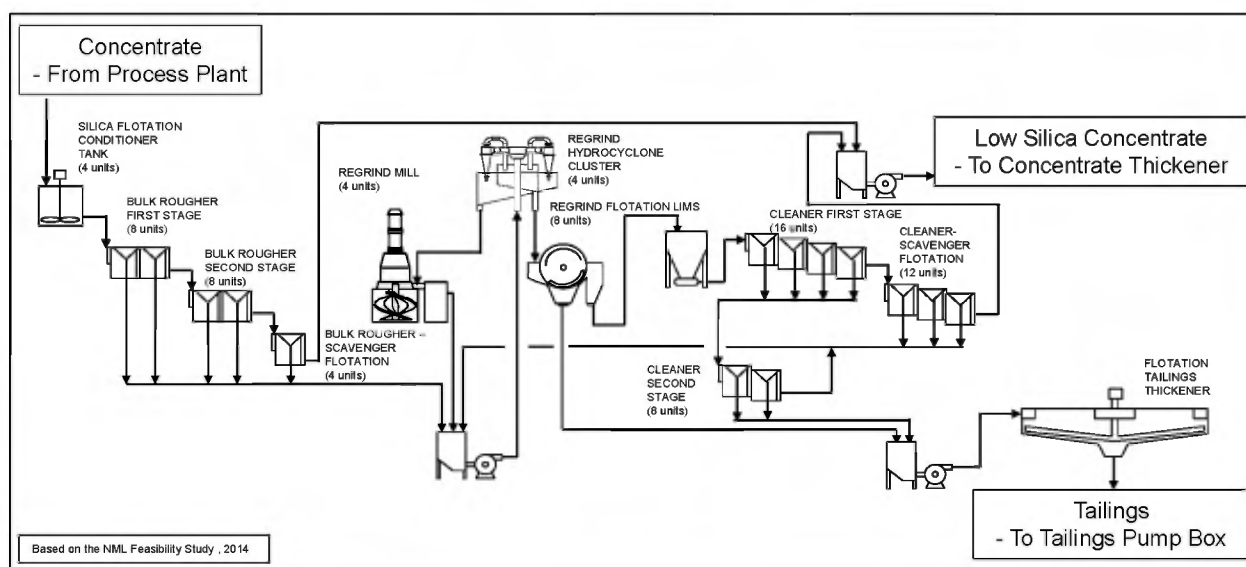 Concentrate
- From Process Plant
SILICA FLOTATION
CONDITIONER
TANK
(4 units)
BULK ROUGHER
FIRST STAGE
(8 units)
BULK ROUGHER
SECOND STAGE
(8 units)
BULK ROUGHER –
SCAVENGER
FLOTATION
(4 units)
REGRIND MILL
(4 units)
REGRIND
HYDROCYCLONE
CLUSTER
(4 units)
REGRIND FLOTATION LIMS
(8 units)
CLEANER FIRST STAGE
(16 units)
CLEANER-
SCAVENGER
FLOTATION
(12 units)
Low Silica Concentrate
- To Concentrate Thickener
CLEANER
SECOND
STAGE
(8 units)
FLOTATION
TAILINGS
THICKENER
Tailings
- To Tailings Pump Box
Based on the NML Feasibility Study , 2014